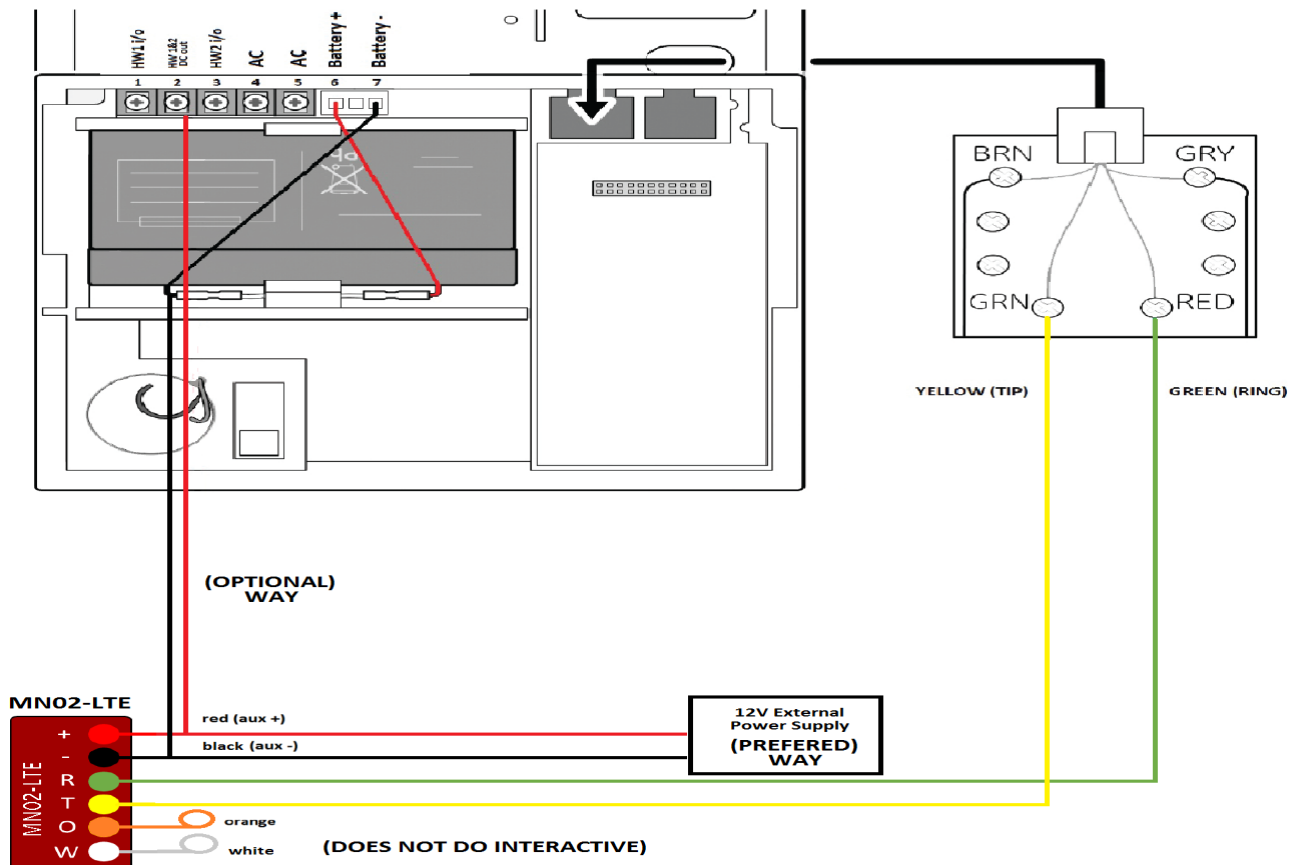 HW1 i/o
HW 1&2
DC out
HW2 i/o
AC
AC
Battery +
Battery -
1 2 3 4 5 6 7
BRN
GRY
GRN
RED
YELLOW (TIP)
GREEN (RING)
(OPTIONAL)
WAY
MN02-LTE
red (aux +)
black (aux -)
12V External
Power Supply
(PREFERED)
WAY
MN02-LTE
+
-
R
T
O
W
orange
white
(DOES NOT DO INTERACTIVE)